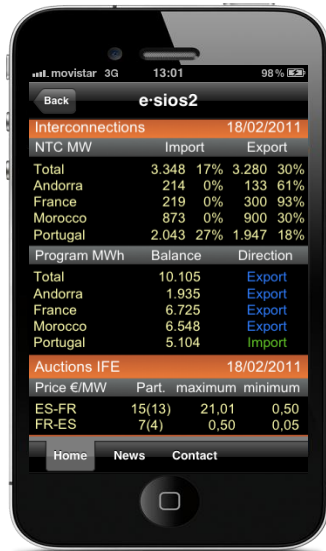 movistar 3G 13:01 98%
Back e·sios2
Interconnections 18/02/2011
NTC MW Import Export
Total 3.348 17% 3.280 30%
Andorra 214 0% 133 61%
France 219 0% 300 93%
Morocco 873 0% 900 30%
Portugal 2.043 27% 1.947 18%
Program MWh Balance Direction
Total 10.105 Export
Andorra 1.935 Export
France 6.725 Export
Morocco 6.548 Export
Portugal 5.104 Import
Auctions IFE 18/02/2011
Price €/MW Part. maximum minimum
ES-FR 15(13) 21,01 0,50
FR-ES 7(4) 0,50 0,05
Home News Contact